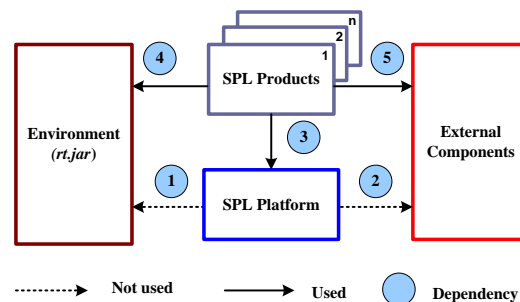 n
2
1
4
SPL Products
5
Environment
(rt.jar)
3
External
Components
1
SPL Platform
2
Not used
Used
Dependency